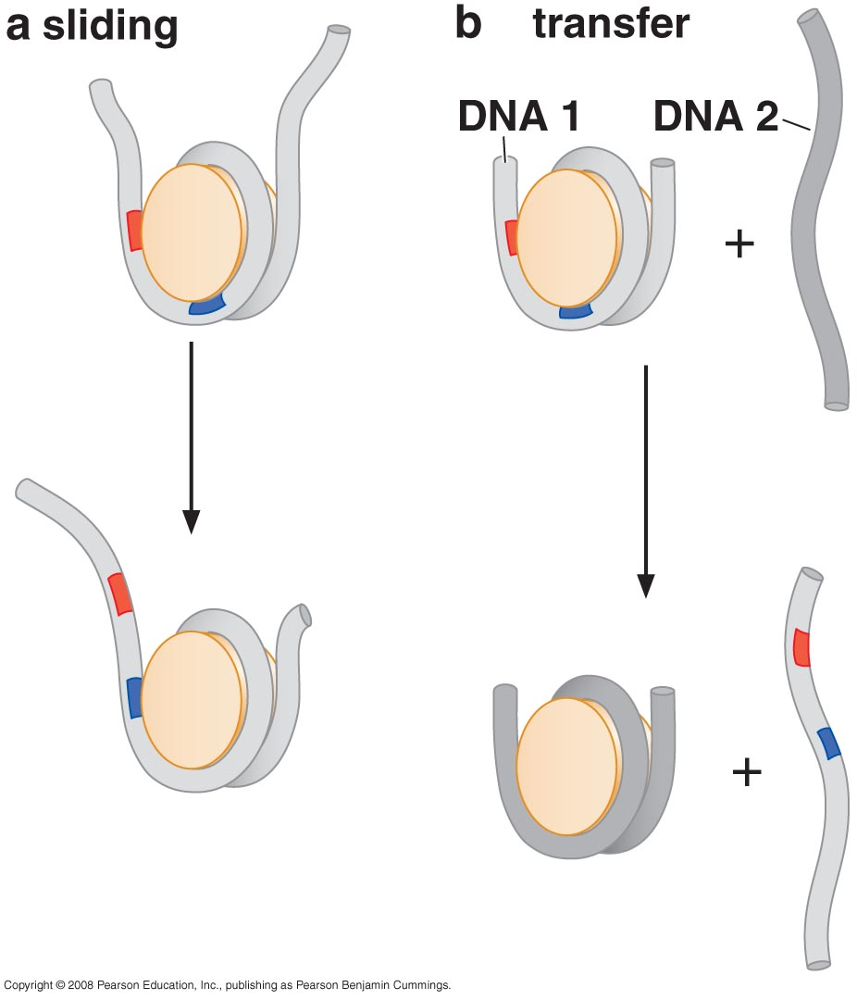 a sliding
b transfer
DNA 1 DNA 2
+
+
Copyright © 2008 Pearson Education, Inc., publishing as Pearson Benjamin Cummings.